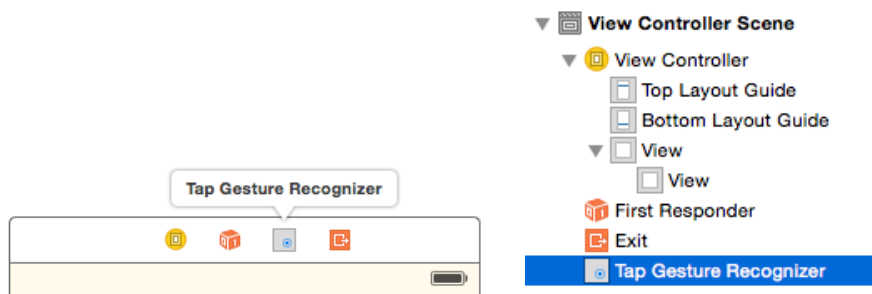 Tap Gesture Recognizer
View Controller Scene
View Controller
Top Layout Guide
Bottom Layout Guide
View
View
First Responder
Exit
Tap Gesture Recognizer